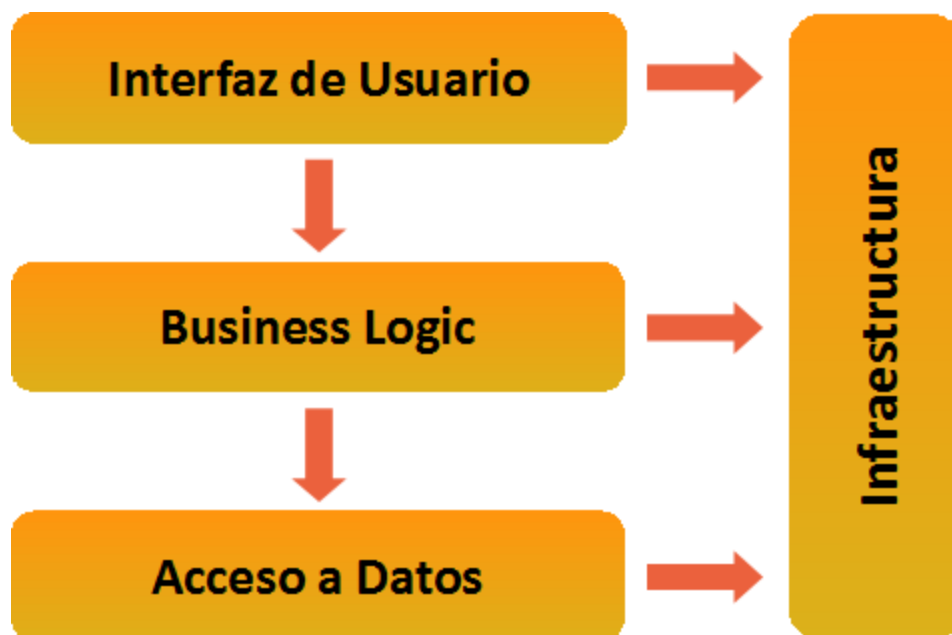 Interfaz de Usuario
Business Logic
Acceso a Datos
Infraestructura